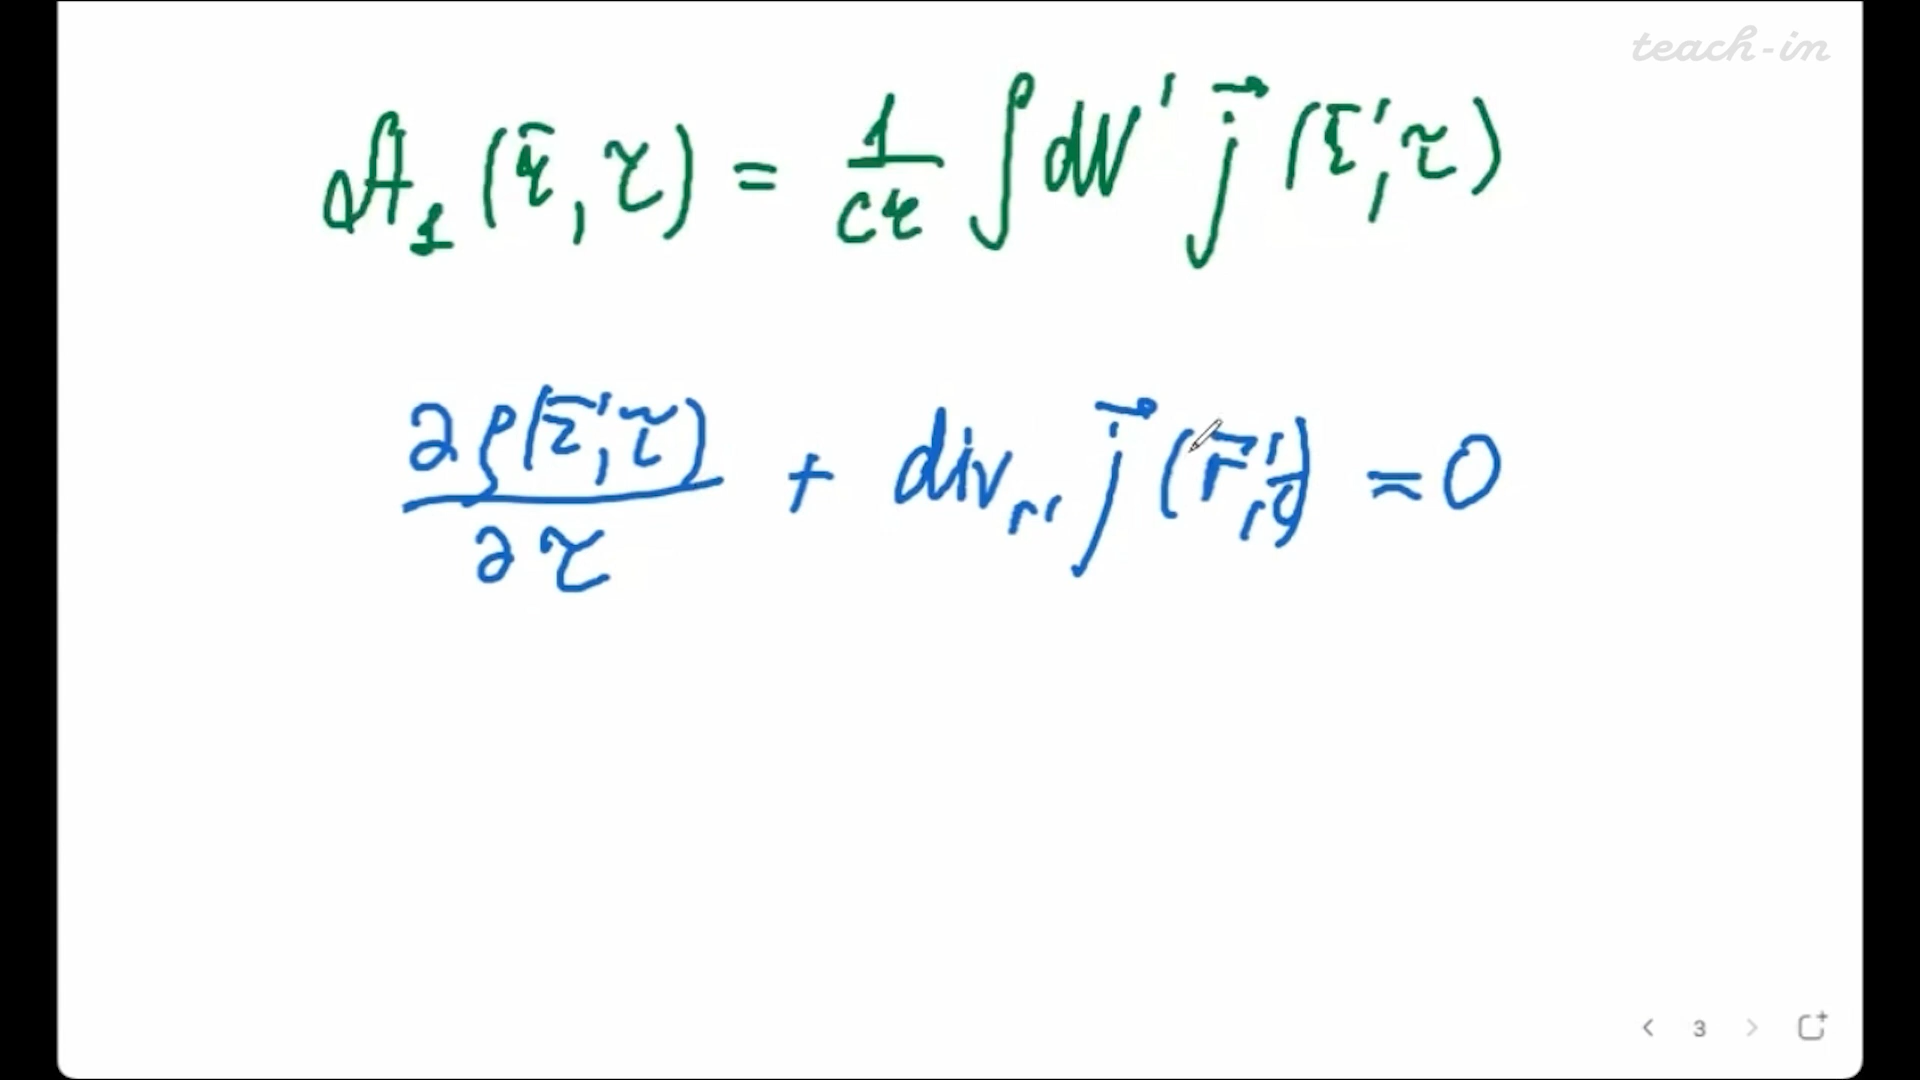 teach-in
A₁(r̄, τ) = 1/cr ∫ dV' j⃗ (r̄', τ)
∂ρ(r̄', τ)/∂τ + div_r' j⃗ (r̄', τ) = 0
3